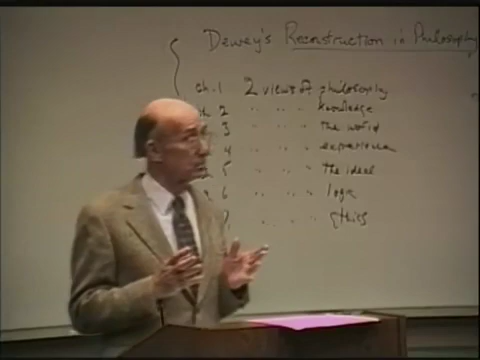 Dewey's Reconstruction in Philosophy
ch. 1 2 views of philosophy
ch. 2 " " " knowledge
3 " " " the world
4 " " " experience
5 " " " the ideal
6 " " " logic
" " " ethics